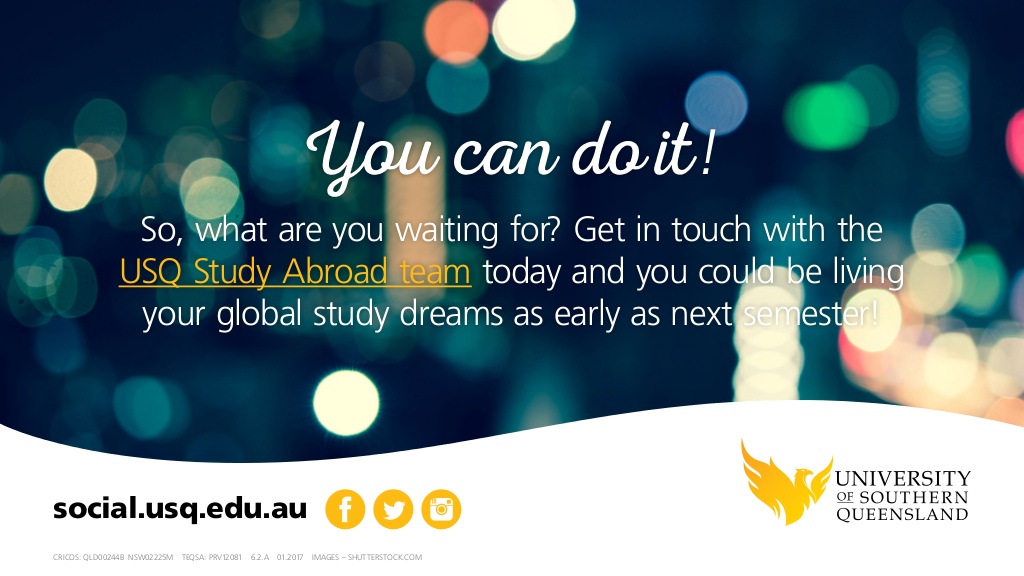 You can do it!
So, what are you waiting for? Get in touch with the
USQ Study Abroad team today and you could be living
your global study dreams as early as next semester!
social.usq.edu.au
UNIVERSITY
OF SOUTHERN
QUEENSLAND
CRICOS: QLD00244B NSW02225M TEQSA: PRV12081 6.2.A 01.2017 IMAGES – SHUTTERSTOCK.COM